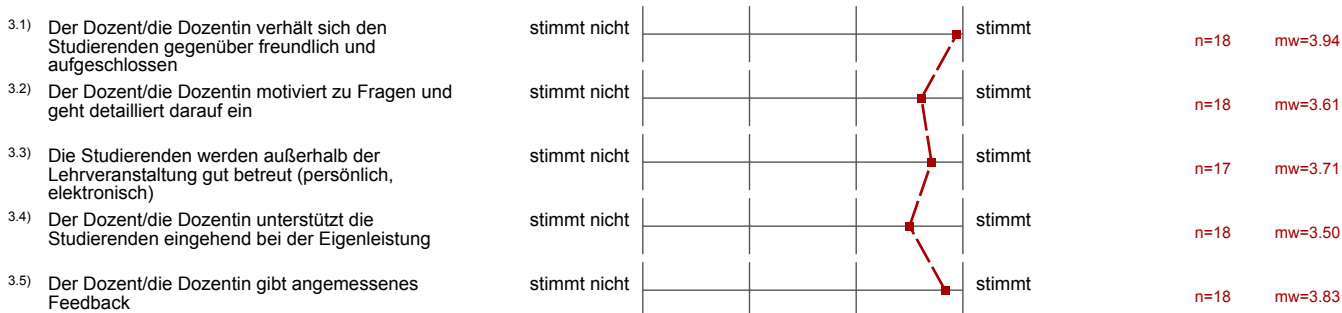 3.1) Der Dozent/die Dozentin verhält sich den
Studierenden gegenüber freundlich und
aufgeschlossen
stimmt nicht
stimmt
n=18 mw=3.94
3.2) Der Dozent/die Dozentin motiviert zu Fragen und
geht detailliert darauf ein
stimmt nicht
stimmt
n=18 mw=3.61
3.3) Die Studierenden werden außerhalb der
Lehrveranstaltung gut betreut (persönlich,
elektronisch)
stimmt nicht
stimmt
n=17 mw=3.71
3.4) Der Dozent/die Dozentin unterstützt die
Studierenden eingehend bei der Eigenleistung
stimmt nicht
stimmt
n=18 mw=3.50
3.5) Der Dozent/die Dozentin gibt angemessenes
Feedback
stimmt nicht
stimmt
n=18 mw=3.83